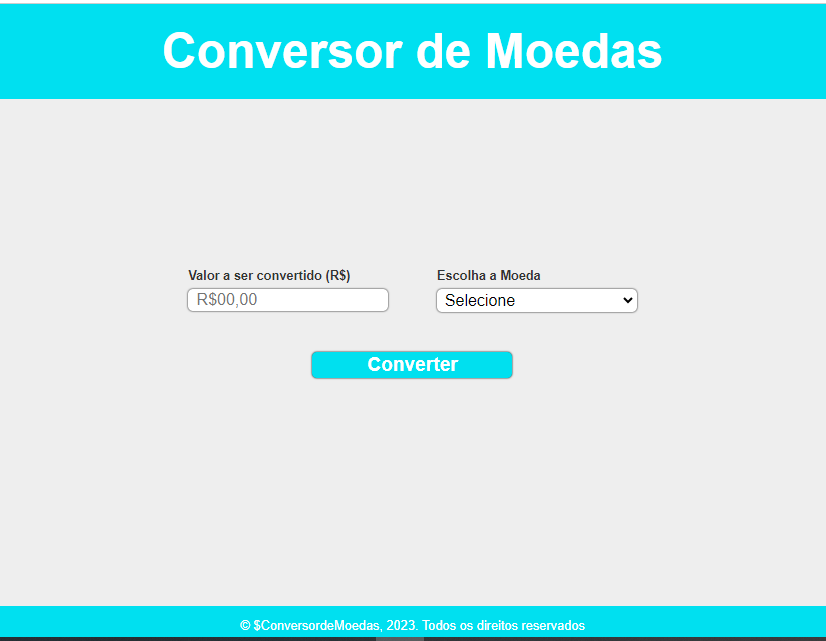 Conversor de Moedas
Valor a ser convertido (R$)
Escolha a Moeda
R$00,00
Selecione
Converter
© $ConversordeMoedas, 2023. Todos os direitos reservados